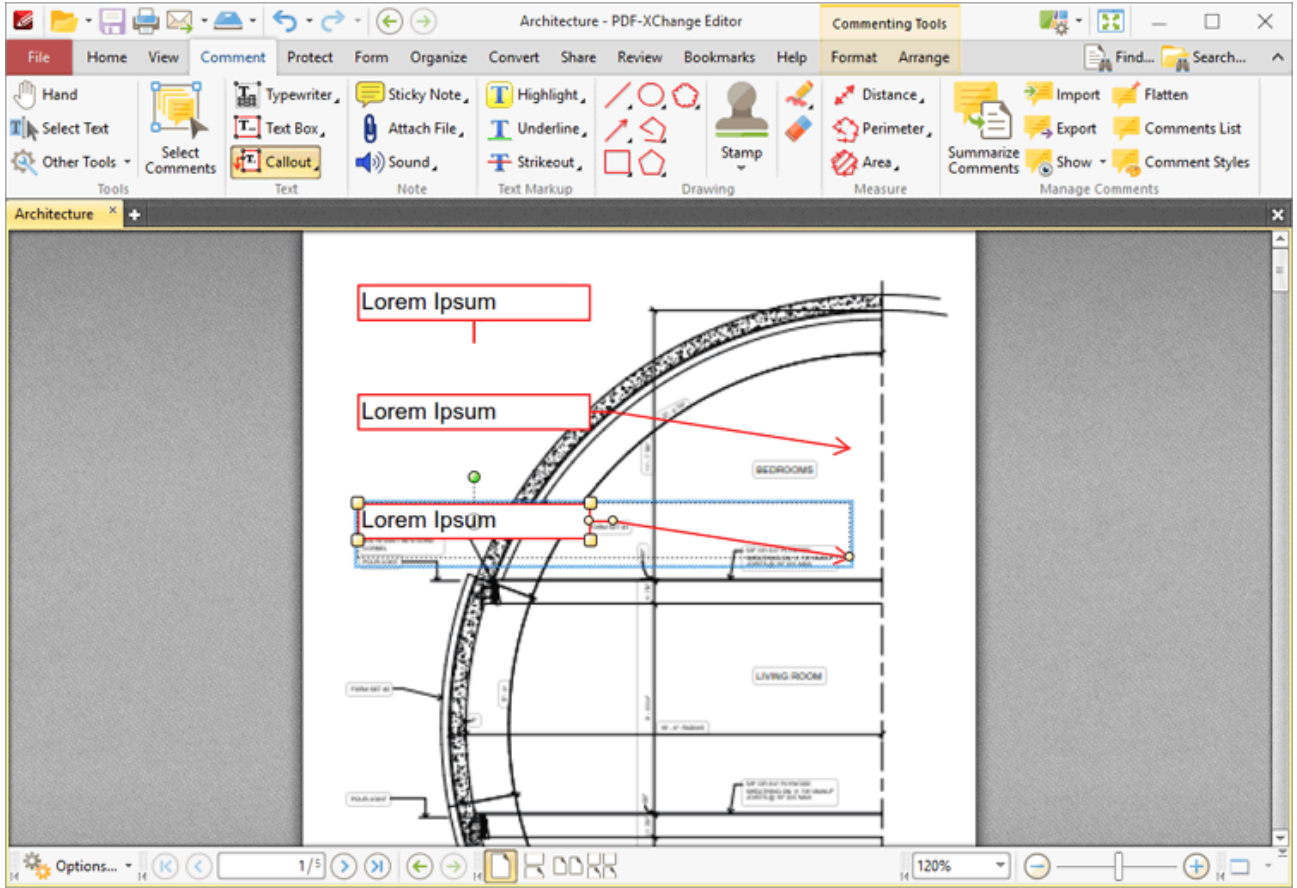 Architecture - PDF-XChange Editor
Commenting Tools
File Home View Comment Protect Form Organize Convert Share Review Bookmarks Help Format Arrange Find... Search...
Hand
Select Text
Other Tools
Tools
Select Comments
Typewriter
Text Box
Callout
Text
Sticky Note
Attach File
Sound
Note
Highlight
Underline
Strikeout
Text Markup
Stamp
Drawing
Distance
Perimeter
Area
Measure
Summarize Comments
Import
Export
Show
Flatten
Comments List
Comment Styles
Manage Comments
Architecture
Lorem Ipsum
Lorem Ipsum
BEDROOMS
Lorem Ipsum
LIVING ROOM
Options...
1/5
120%